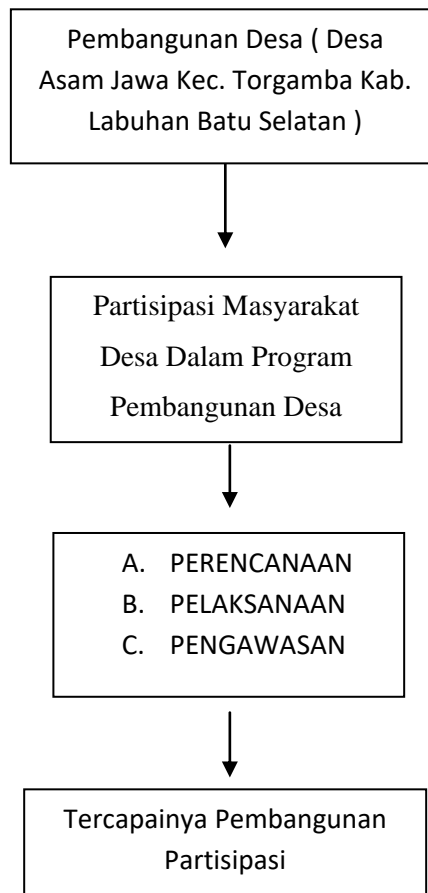 Pembangunan Desa ( Desa
Asam Jawa Kec. Torgamba Kab.
Labuhan Batu Selatan )
Partisipasi Masyarakat
Desa Dalam Program
Pembangunan Desa
A. PERENCANAAN
B. PELAKSANAAN
C. PENGAWASAN
Tercapainya Pembangunan
Partisipasi